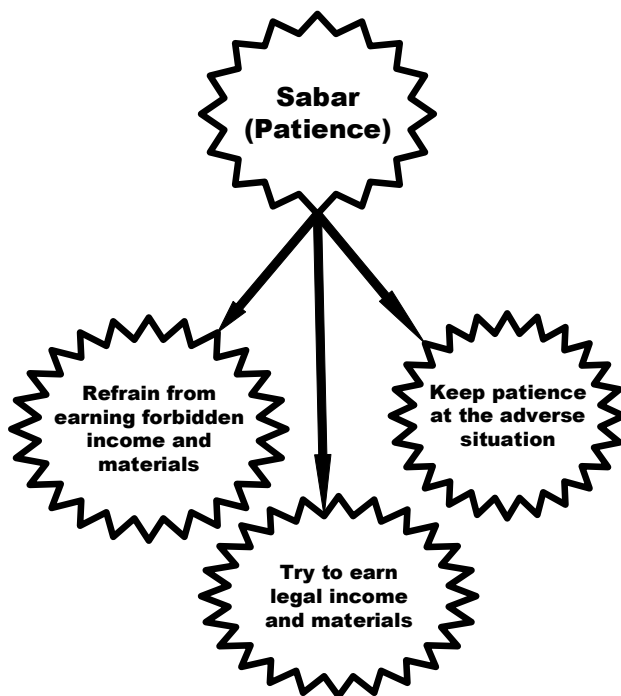 Sabar
(Patience)
Refrain from
earning forbidden
income and
materials
Keep patience
at the adverse
situation
Try to earn
legal income
and materials